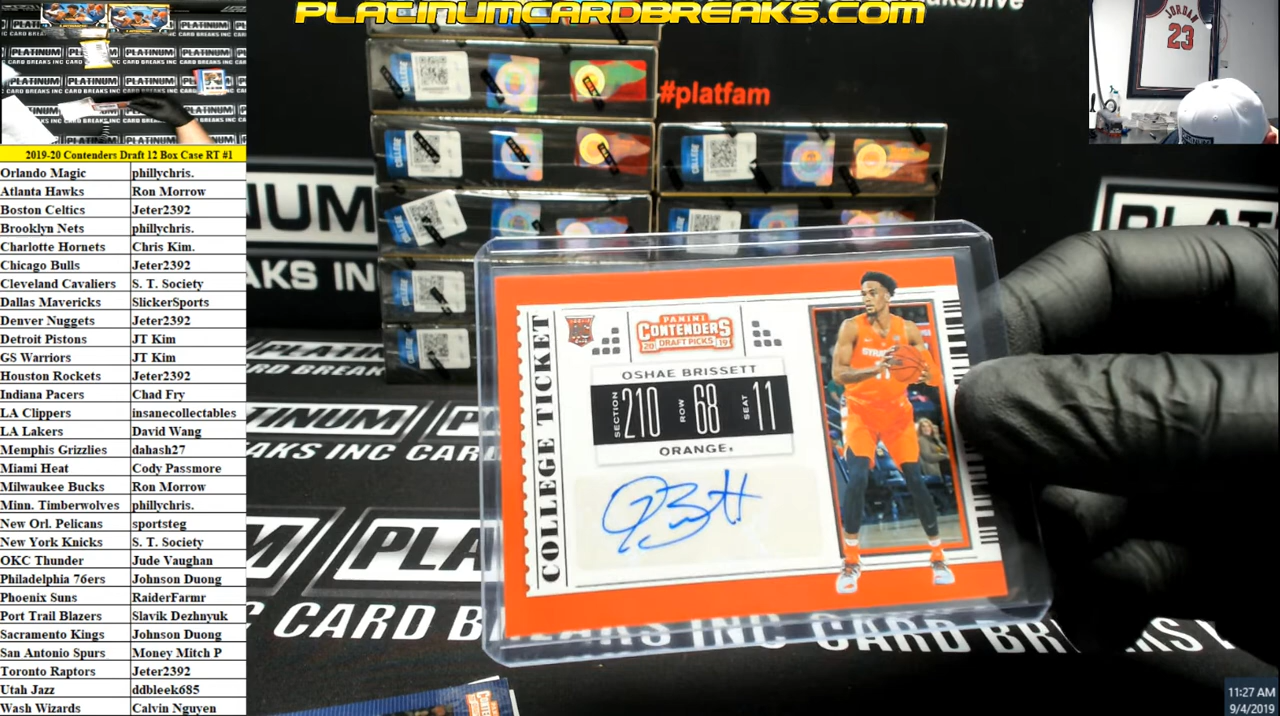 PLATINUMCARDBREAKS.COM
#platfam
JORDAN
23
2019-20 Contenders Draft 12 Box Case RT #1
Orlando Magic phillychris.
Atlanta Hawks Ron Morrow
Boston Celtics Jeter2392
Brooklyn Nets phillychris.
Charlotte Hornets Chris Kim.
Chicago Bulls Jeter2392
Cleveland Cavaliers S. T. Society
Dallas Mavericks SlickerSports
Denver Nuggets Jeter2392
Detroit Pistons JT Kim
GS Warriors JT Kim
Houston Rockets Jeter2392
Indiana Pacers Chad Fry
LA Clippers insanecollectables
LA Lakers David Wang
Memphis Grizzlies dahash27
Miami Heat Cody Passmore
Milwaukee Bucks Ron Morrow
Minn. Timberwolves phillychris.
New Orl. Pelicans sportsteg
New York Knicks S. T. Society
OKC Thunder Jude Vaughan
Philadelphia 76ers Johnson Duong
Phoenix Suns RaiderFarmr
Port Trail Blazers Slavik Dezhnyuk
Sacramento Kings Johnson Duong
San Antonio Spurs Money Mitch P
Toronto Raptors Jeter2392
Utah Jazz ddbleek685
Wash Wizards Calvin Nguyen
COLLEGE TICKET
PANINI
CONTENDERS
20 DRAFT PICKS 19
OSHAE BRISSETT
SECTION 210 ROW 68 SEAT 11
ORANGE
11:27 AM
9/4/2019